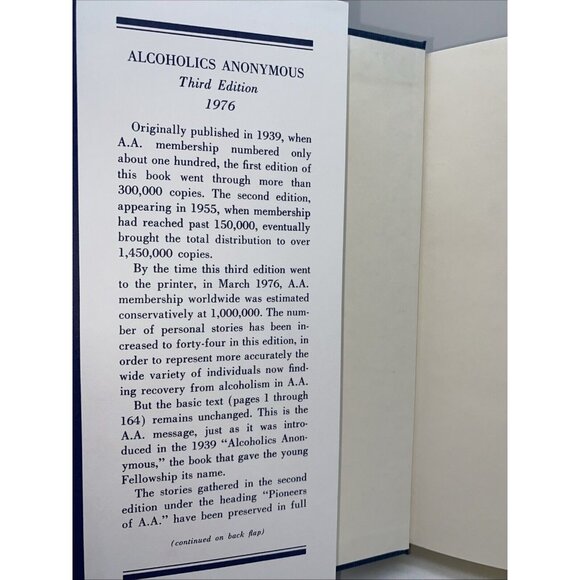 ALCOHOLICS ANONYMOUS
Third Edition
1976
Originally published in 1939, when
A.A. membership numbered only
about one hundred, the first edition of
this book went through more than
300,000 copies. The second edition,
appearing in 1955, when membership
had reached past 150,000, eventually
brought the total distribution to over
1,450,000 copies.
By the time this third edition went
to the printer, in March 1976, A.A.
membership worldwide was estimated
conservatively at 1,000,000. The num-
ber of personal stories has been in-
creased to forty-four in this edition, in
order to represent more accurately the
wide variety of individuals now find-
ing recovery from alcoholism in A.A.
But the basic text (pages 1 through
164) remains unchanged. This is the
A.A. message, just as it was intro-
duced in the 1939 "Alcoholics Anon-
ymous," the book that gave the young
Fellowship its name.
The stories gathered in the second
edition under the heading "Pioneers
of A.A." have been preserved in full
(continued on back flap)